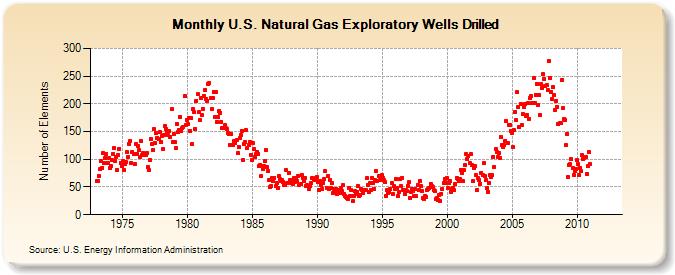 Monthly U.S. Natural Gas Exploratory Wells Drilled
Number of Elements
300
250
200
150
100
50
0
1975 1980 1985 1990 1995 2000 2005 2010
Source: U.S. Energy Information Administration